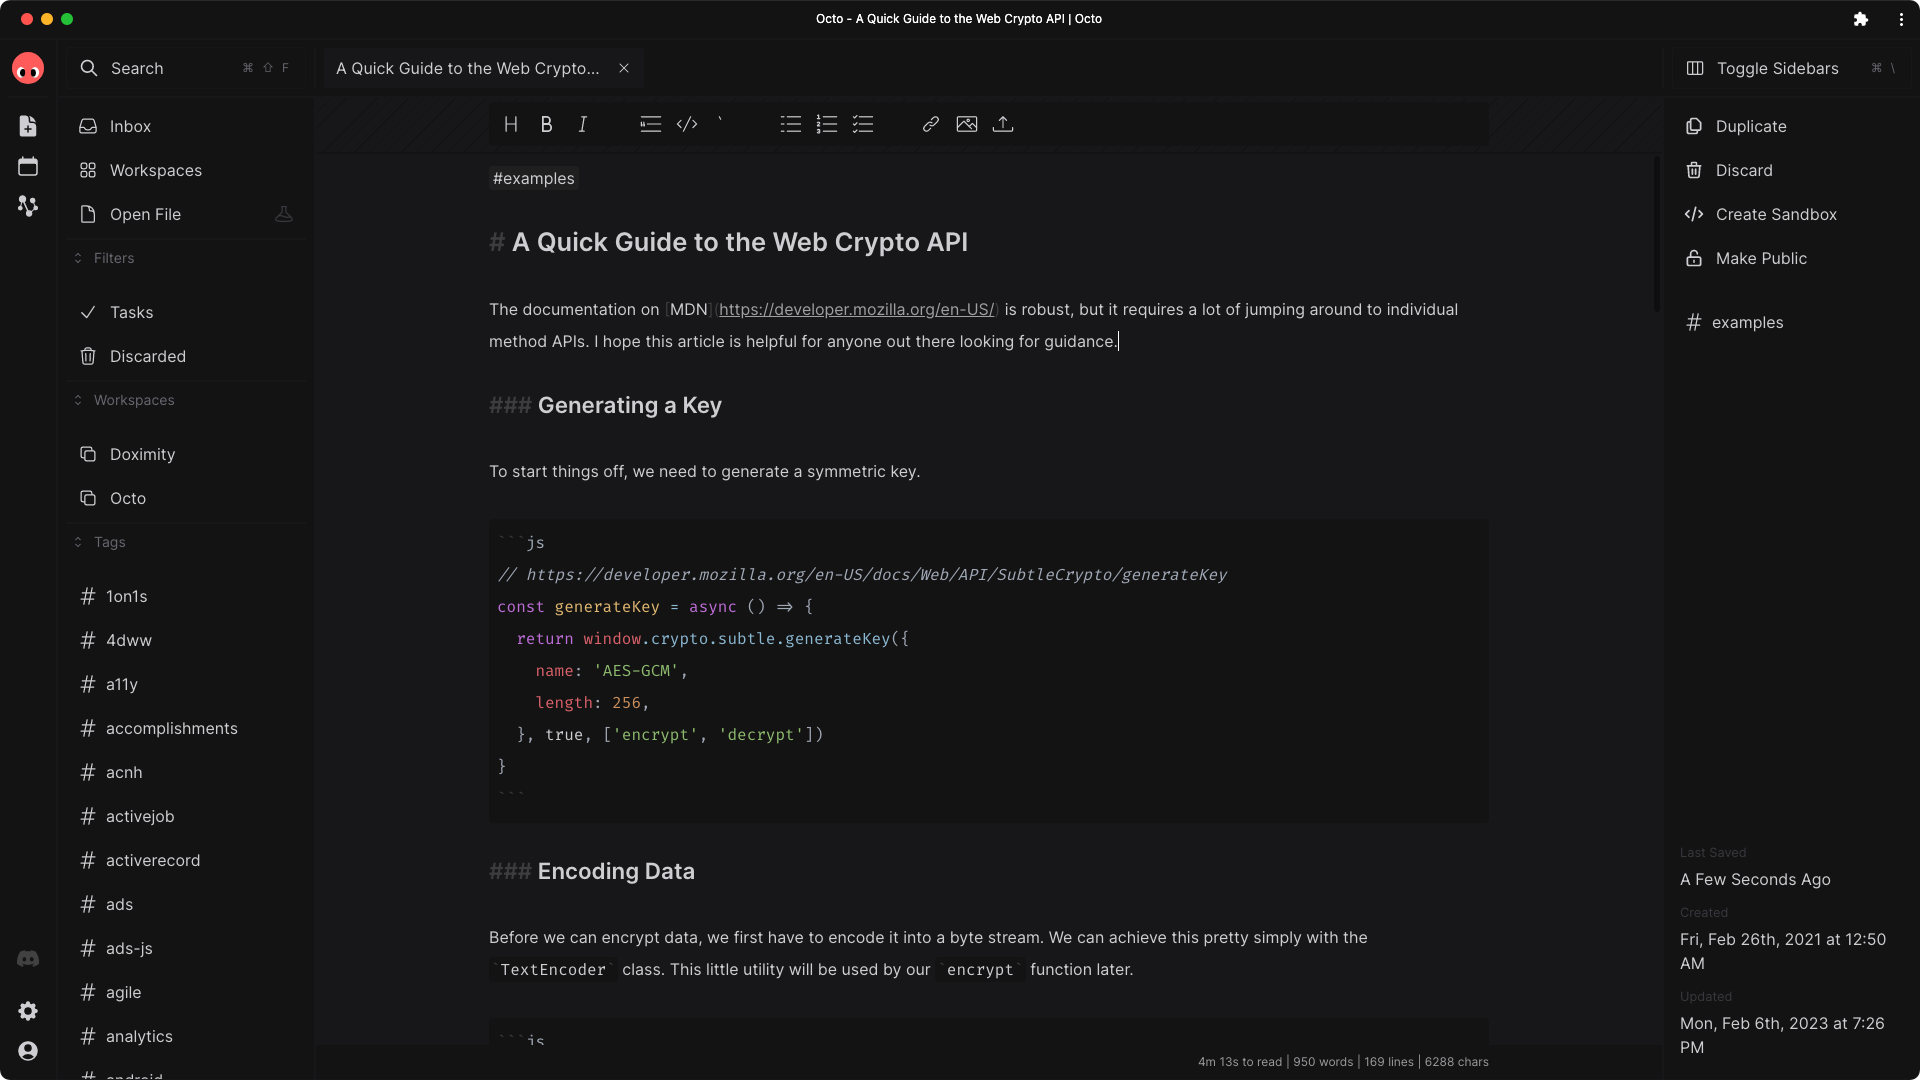 Octo - A Quick Guide to the Web Crypto API | Octo
Search ⌘ ⇧ F
A Quick Guide to the Web Crypto... ×
Toggle Sidebars ⌘ \
Inbox
Workspaces
Open File
Filters
Tasks
Discarded
Workspaces
Doximity
Octo
Tags
# 1on1s
# 4dww
# a11y
# accomplishments
# acnh
# activejob
# activerecord
# ads
# ads-js
# agile
# analytics
# android
H B I
#examples
# A Quick Guide to the Web Crypto API
The documentation on [MDN](https://developer.mozilla.org/en-US/) is robust, but it requires a lot of jumping around to individual
method APIs. I hope this article is helpful for anyone out there looking for guidance.
### Generating a Key
To start things off, we need to generate a symmetric key.
```js
// https://developer.mozilla.org/en-US/docs/Web/API/SubtleCrypto/generateKey
const generateKey = async () => {
  return window.crypto.subtle.generateKey({
    name: 'AES-GCM',
    length: 256,
  }, true, ['encrypt', 'decrypt'])
}
```
### Encoding Data
Before we can encrypt data, we first have to encode it into a byte stream. We can achieve this pretty simply with the
`TextEncoder` class. This little utility will be used by our `encrypt` function later.
```js
4m 13s to read | 950 words | 169 lines | 6288 chars
Duplicate
Discard
Create Sandbox
Make Public
# examples
Last Saved
A Few Seconds Ago
Created
Fri, Feb 26th, 2021 at 12:50
AM
Updated
Mon, Feb 6th, 2023 at 7:26
PM